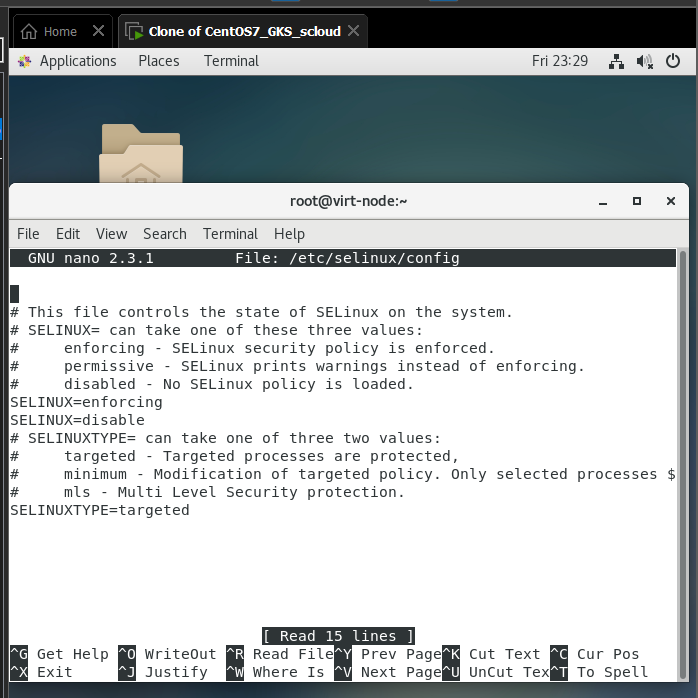 Home
Clone of CentOS7_GKS_scloud
Applications Places Terminal Fri 23:29
root@virt-node:~
File Edit View Search Terminal Help
GNU nano 2.3.1 File: /etc/selinux/config
# This file controls the state of SELinux on the system.
# SELINUX= can take one of these three values:
#     enforcing - SELinux security policy is enforced.
#     permissive - SELinux prints warnings instead of enforcing.
#     disabled - No SELinux policy is loaded.
SELINUX=enforcing
SELINUX=disable
# SELINUXTYPE= can take one of three two values:
#     targeted - Targeted processes are protected,
#     minimum - Modification of targeted policy. Only selected processes $
#     mls - Multi Level Security protection.
SELINUXTYPE=targeted
[ Read 15 lines ]
^G Get Help ^O WriteOut ^R Read File^Y Prev Page^K Cut Text ^C Cur Pos
^X Exit ^J Justify ^W Where Is ^V Next Page^U UnCut Tex^T To Spell